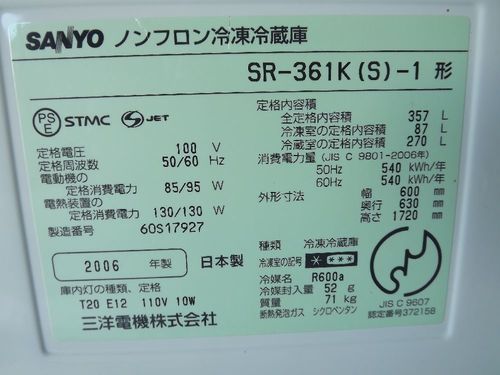 SANYO ノンフロン冷凍冷蔵庫
SR-361K(S)-1 形
PS E STMC S JET
定格電圧 100 V
定格周波数 50/60 Hz
電動機の
定格消費電力 85/95 W
電熱装置の
定格消費電力 130/130 W
製造番号 60S17927
2006 年製 日本製
庫内灯の種類、定格
T20 E12 110V 10W
三洋電機株式会社
定格内容積
全定格内容積 357 L
冷凍室の定格内容積 87 L
冷蔵室の定格内容積 270 L
消費電力量 (JIS C 9801-2006年)
50Hz 540 kWh/年
60Hz 540 kWh/年
外形寸法 幅 600 mm
奥行 630 mm
高さ 1720 mm
種類 冷凍冷蔵庫
冷凍室の記号 * ***
冷媒名 R600a
冷媒封入量 52 g
質量 71 kg
断熱発泡ガス シクロペンタン
JIS C 9607
認定番号372158